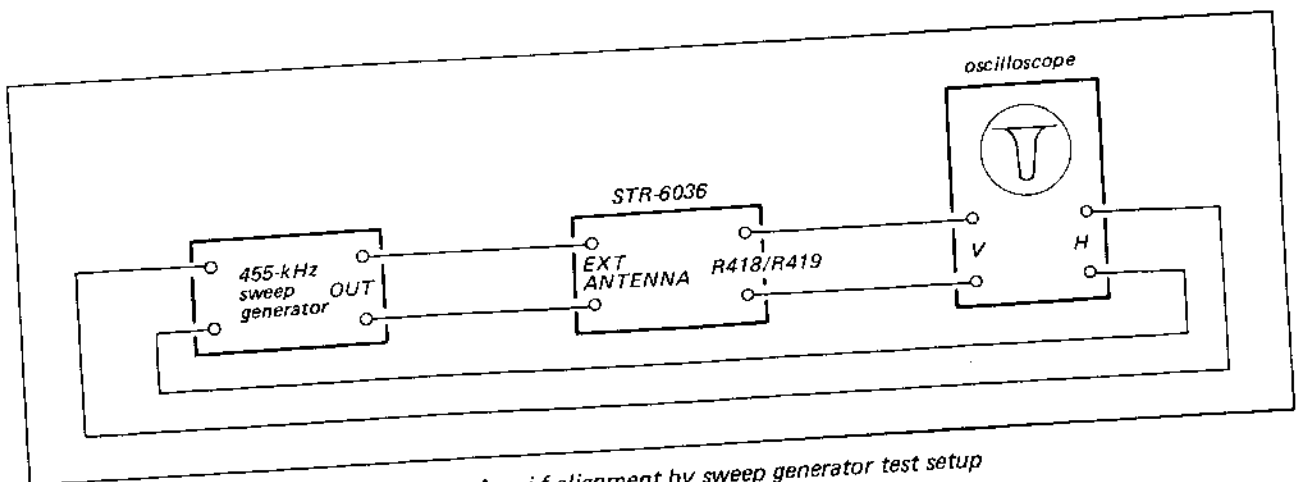 oscilloscope
STR-6036
455-kHz
sweep
generator
OUT
EXT
ANTENNA
R418/R419
V
H
i-f alignment by sweep generator test setup